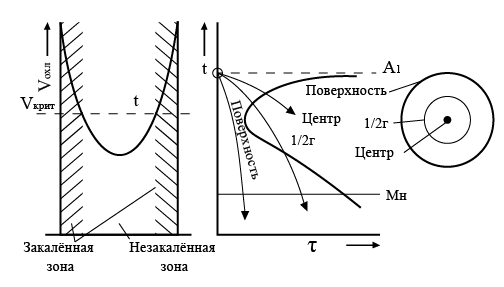 Vохл
Vкрит
t
Закалённая зона
Незакалённая зона
t
A1
Поверхность
Центр
1/2г
Мн
τ
Поверхность
1/2г
Центр